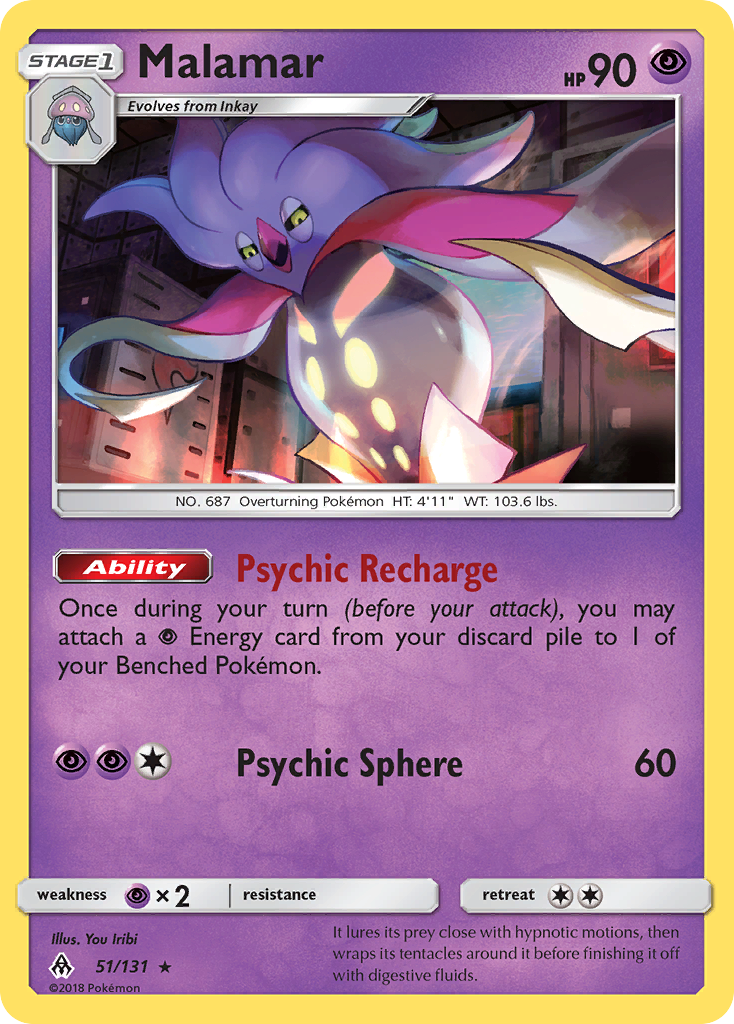 STAGE1
Malamar
HP 90
Evolves from Inkay
NO. 687 Overturning Pokémon HT: 4'11" WT: 103.6 lbs.
Ability Psychic Recharge
Once during your turn (before your attack), you may
attach a Energy card from your discard pile to 1 of
your Benched Pokémon.
Psychic Sphere 60
weakness ×2 resistance retreat
Illus. You Iribi
51/131 ★
©2018 Pokémon
It lures its prey close with hypnotic motions, then
wraps its tentacles around it before finishing it off
with digestive fluids.